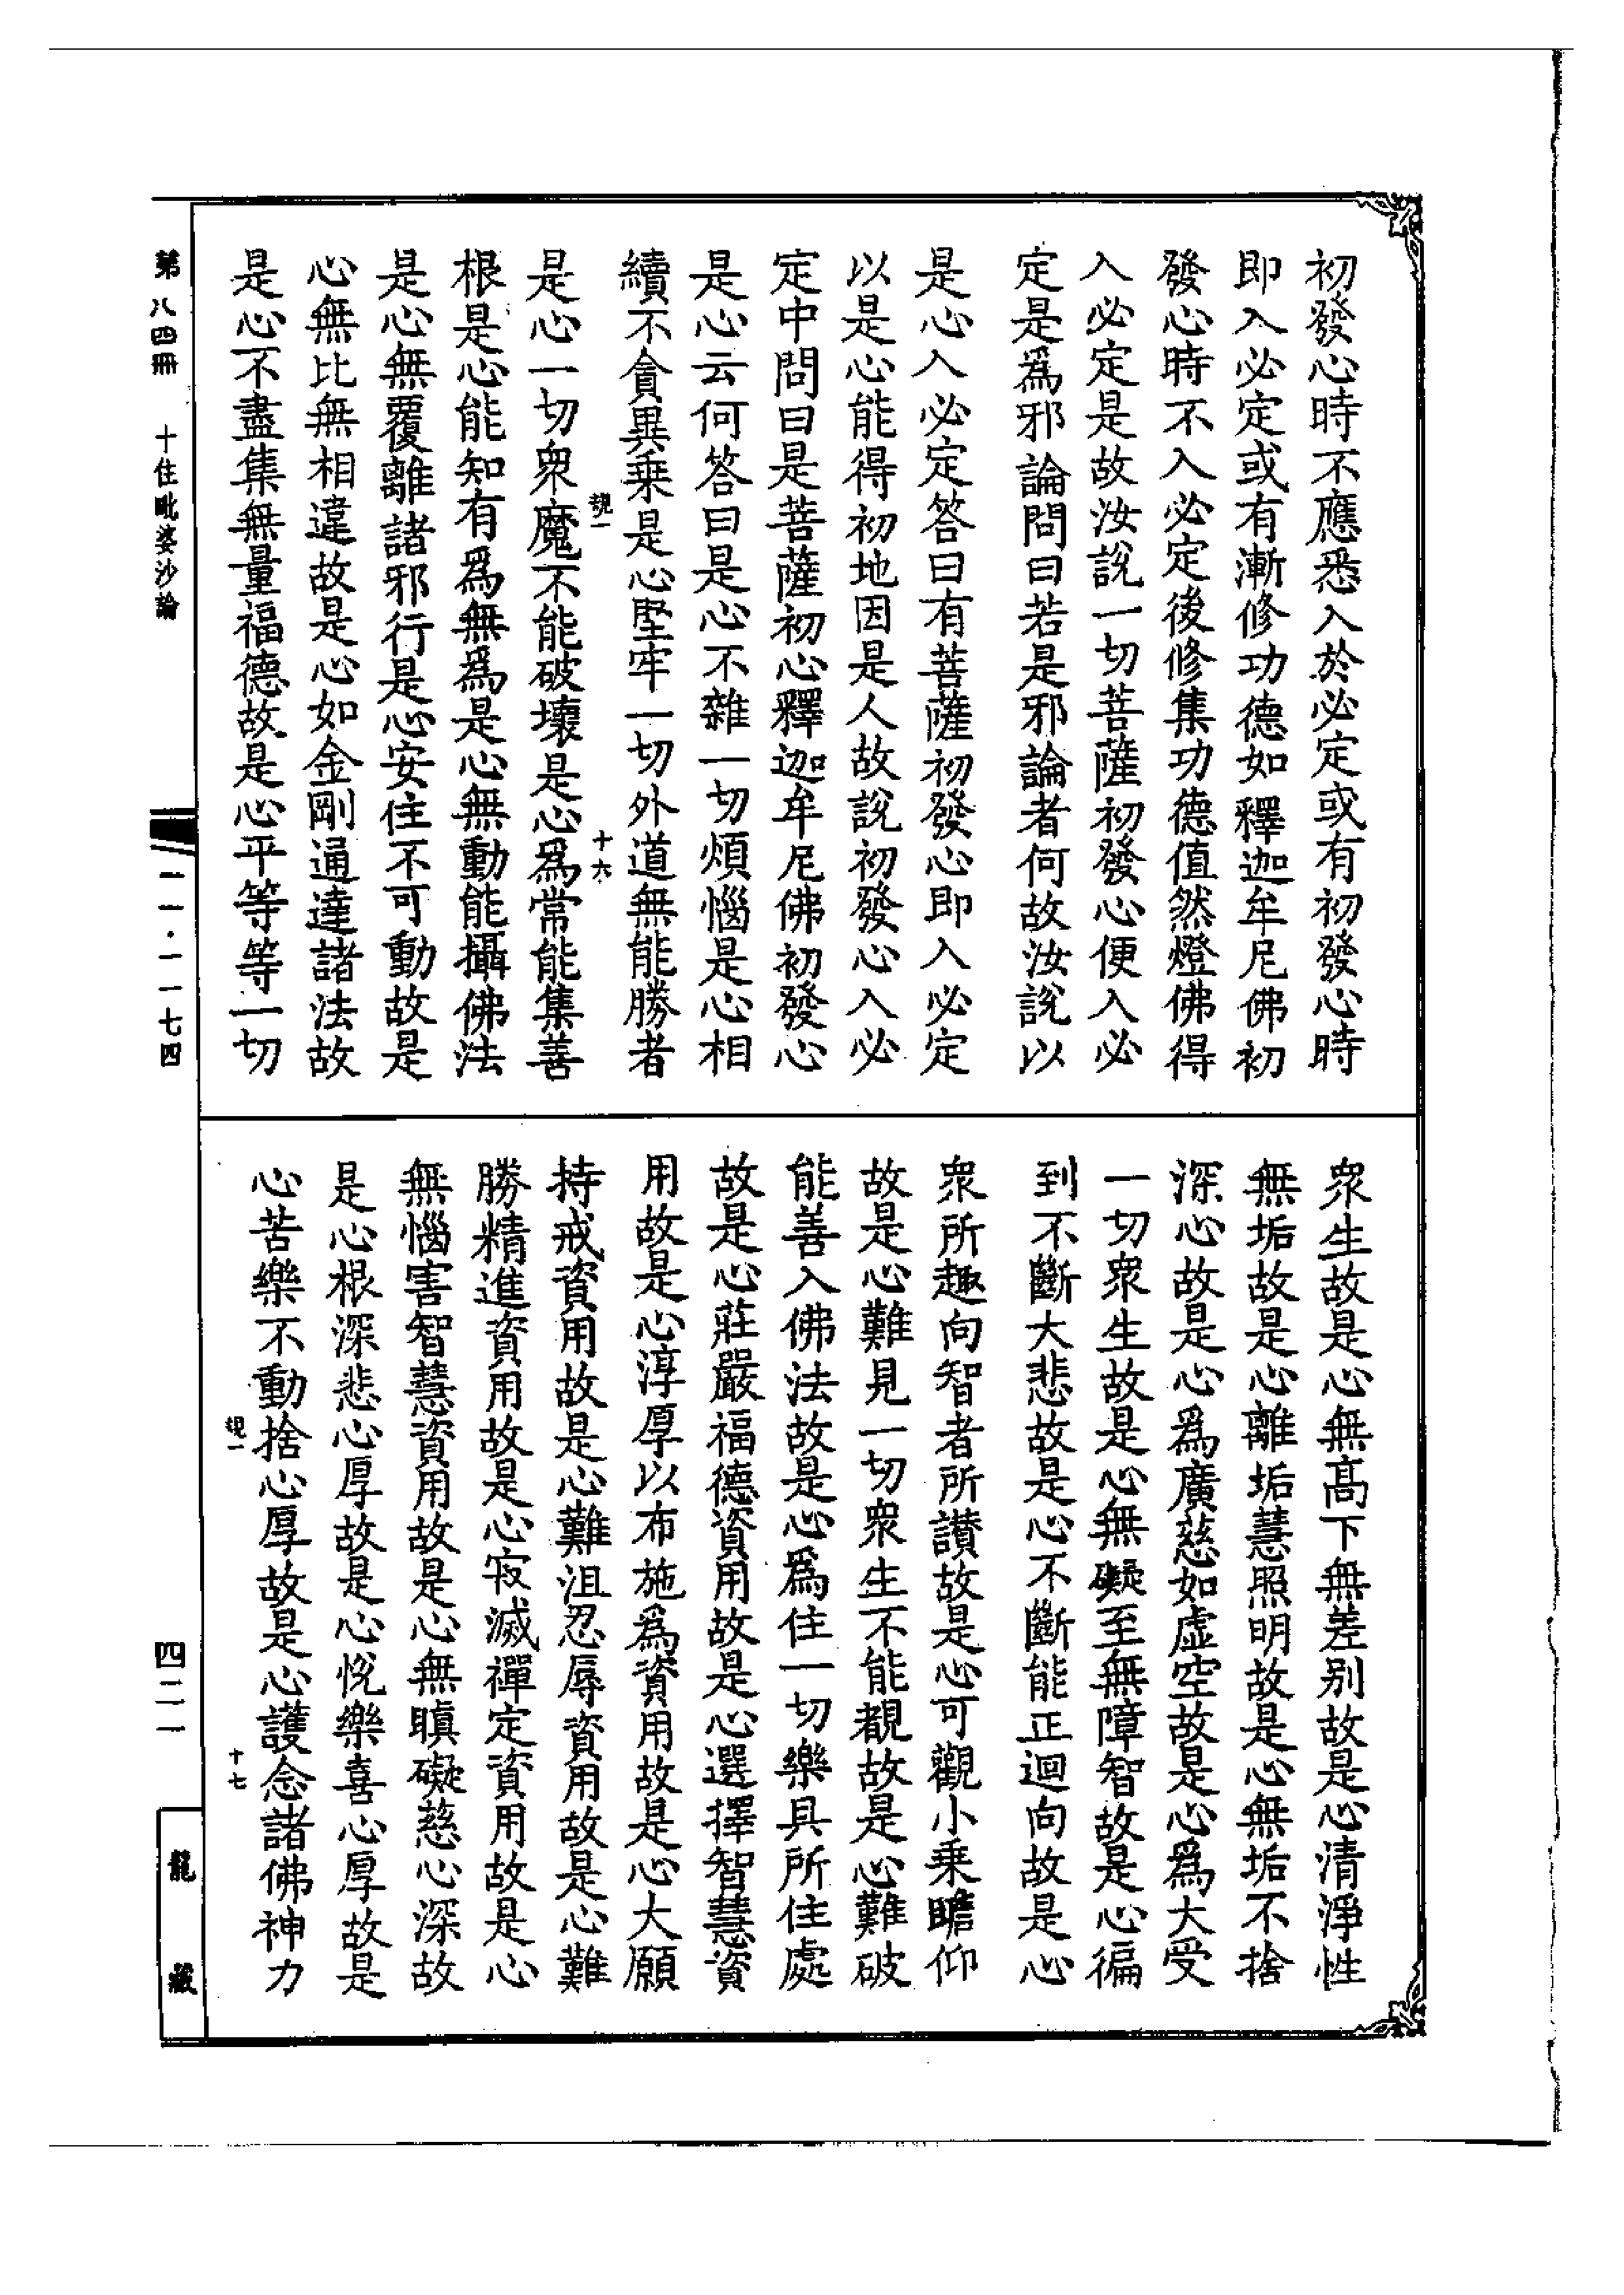 初發心時不應悉入於必定或有初發心時
即入必定或有漸修功德如釋迦牟尼佛初
發心時不入必定後修集功德值然燈佛得
入必定是故汝說一切菩薩初發心便入必
定是爲邪論問曰若是邪論者何故汝說以
是心入必定答曰有菩薩初發心即入必定
以是心能得初地因是人故說初發心入必
定中問曰是菩薩初心釋迦牟尼佛初發心
是心云何答曰是心不雜一切煩惱是心相
續不貪異乘是心堅牢一切外道無能勝者
是心一切衆魔不能破壞是心爲常能集善
根是心能知有爲無爲是心無動能攝佛法
是心無覆離諸邪行是心安住不可動故是
心無比無相違故是心如金剛通達諸法故
是心不盡集無量福德故是心平等等一切
衆生故是心無高下無差别故是心清淨性
無垢故是心離垢慧照明故是心無垢不捨
深心故是心爲廣慈如虛空故是心爲大受
一切衆生故是心無礙至無障智故是心徧
到不斷大悲故是心不斷能正迴向故是心
衆所趣向智者所讃故是心可觀小乘瞻仰
故是心難見一切衆生不能覩故是心難破
能善入佛法故是心爲住一切樂具所住處
故是心莊嚴福德資用故是心選擇智慧資
用故是心淳厚以布施爲資用故是心大願
持戒資用故是心難沮忍辱資用故是心難
勝精進資用故是心寂滅禪定資用故是心
無惱害智慧資用故是心無瞋礙慈心深故
是心根深悲心厚故是心悅樂喜心厚故是
心苦樂不動捨心厚故是心護念諸佛神力
十六
十七
第八四冊
十住毗婆沙論
一一·一一七四
四二一
龍藏